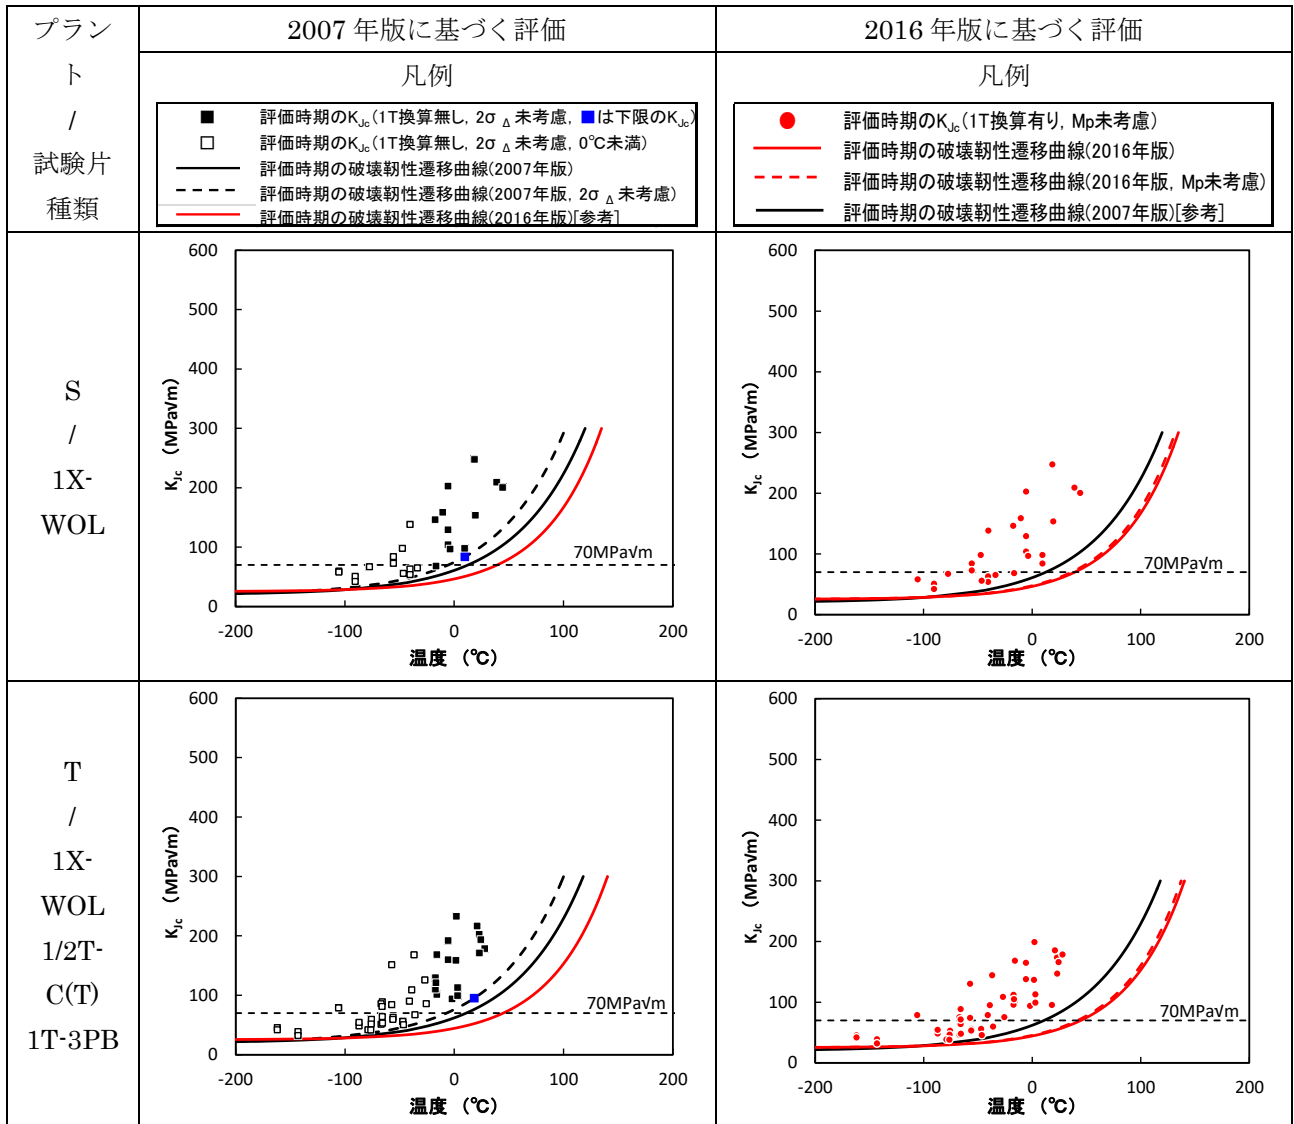 プラン
ト
/
試験片
種類
2007 年版に基づく評価
2016 年版に基づく評価
凡例
評価時期のKJc(1T換算無し, 2σΔ未考慮, ■は下限のKJc)
評価時期のKJc(1T換算無し, 2σΔ未考慮, 0℃未満)
評価時期の破壊靭性遷移曲線(2007年版)
評価時期の破壊靭性遷移曲線(2007年版, 2σΔ未考慮)
評価時期の破壊靭性遷移曲線(2016年版)[参考]
凡例
評価時期のKJc(1T換算有り, Mp未考慮)
評価時期の破壊靭性遷移曲線(2016年版)
評価時期の破壊靭性遷移曲線(2016年版, Mp未考慮)
評価時期の破壊靭性遷移曲線(2007年版)[参考]
S
/
1X-
WOL
600
500
400
300
200
100
0
KJc (MPa√m)
70MPa√m
-200 -100 0 100 200
温度 (℃)
600
500
400
300
200
100
0
KJc (MPa√m)
70MPa√m
-200 -100 0 100 200
温度 (℃)
T
/
1X-
WOL
1/2T-
C(T)
1T-3PB
600
500
400
300
200
100
0
KJc (MPa√m)
70MPa√m
-200 -100 0 100 200
温度 (℃)
600
500
400
300
200
100
0
KJc (MPa√m)
70MPa√m
-200 -100 0 100 200
温度 (℃)